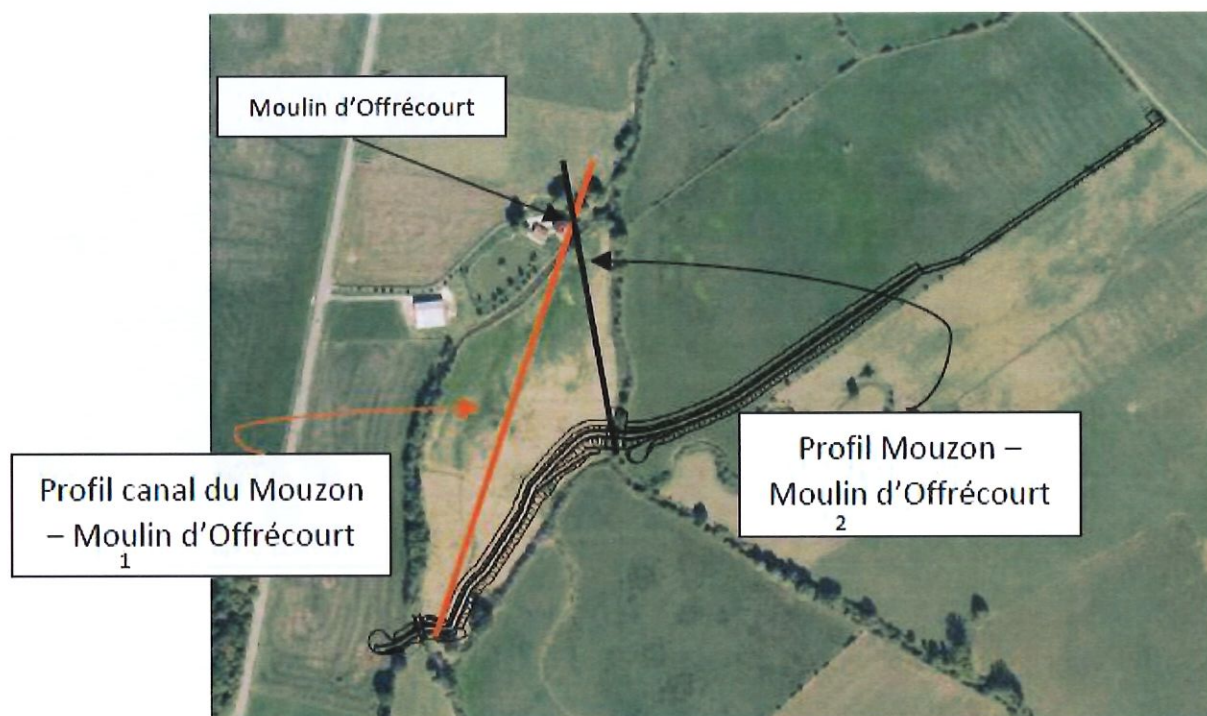 Moulin d'Offrécourt
Profil canal du Mouzon
– Moulin d'Offrécourt
1
Profil Mouzon –
Moulin d'Offrécourt
2